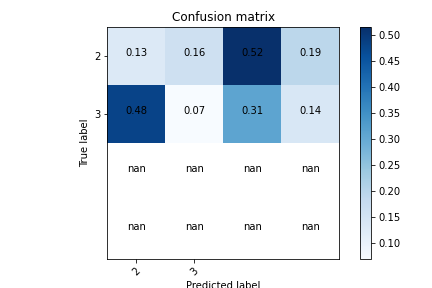 Confusion matrix
2 0.13 0.16 0.52 0.19
3 0.48 0.07 0.31 0.14
nan nan nan nan
nan nan nan nan
2 3
True label
Predicted label
0.50
0.45
0.40
0.35
0.30
0.25
0.20
0.15
0.10